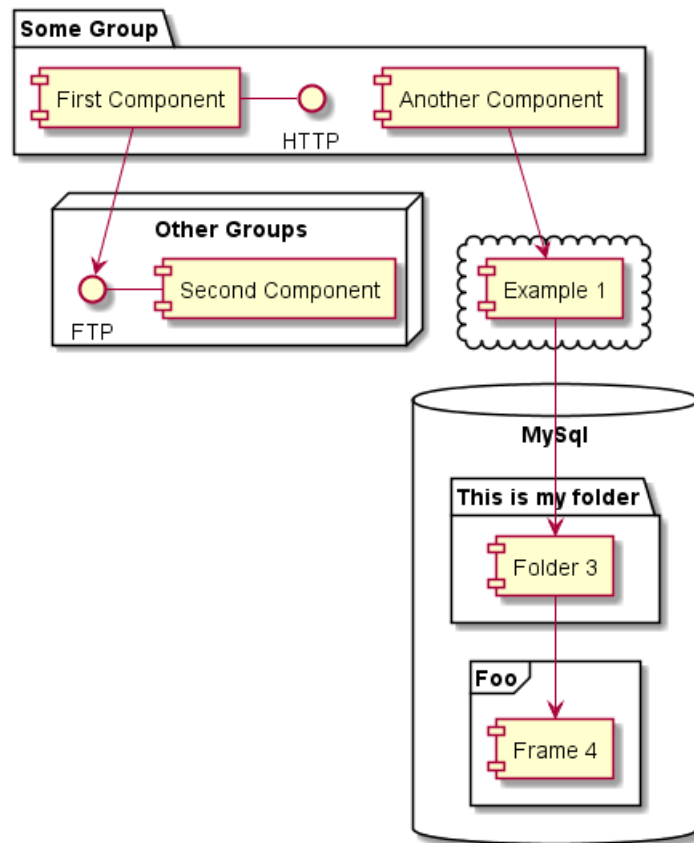 Some Group
First Component
Another Component
HTTP
Other Groups
Second Component
FTP
Example 1
MySql
This is my folder
Folder 3
Foo
Frame 4